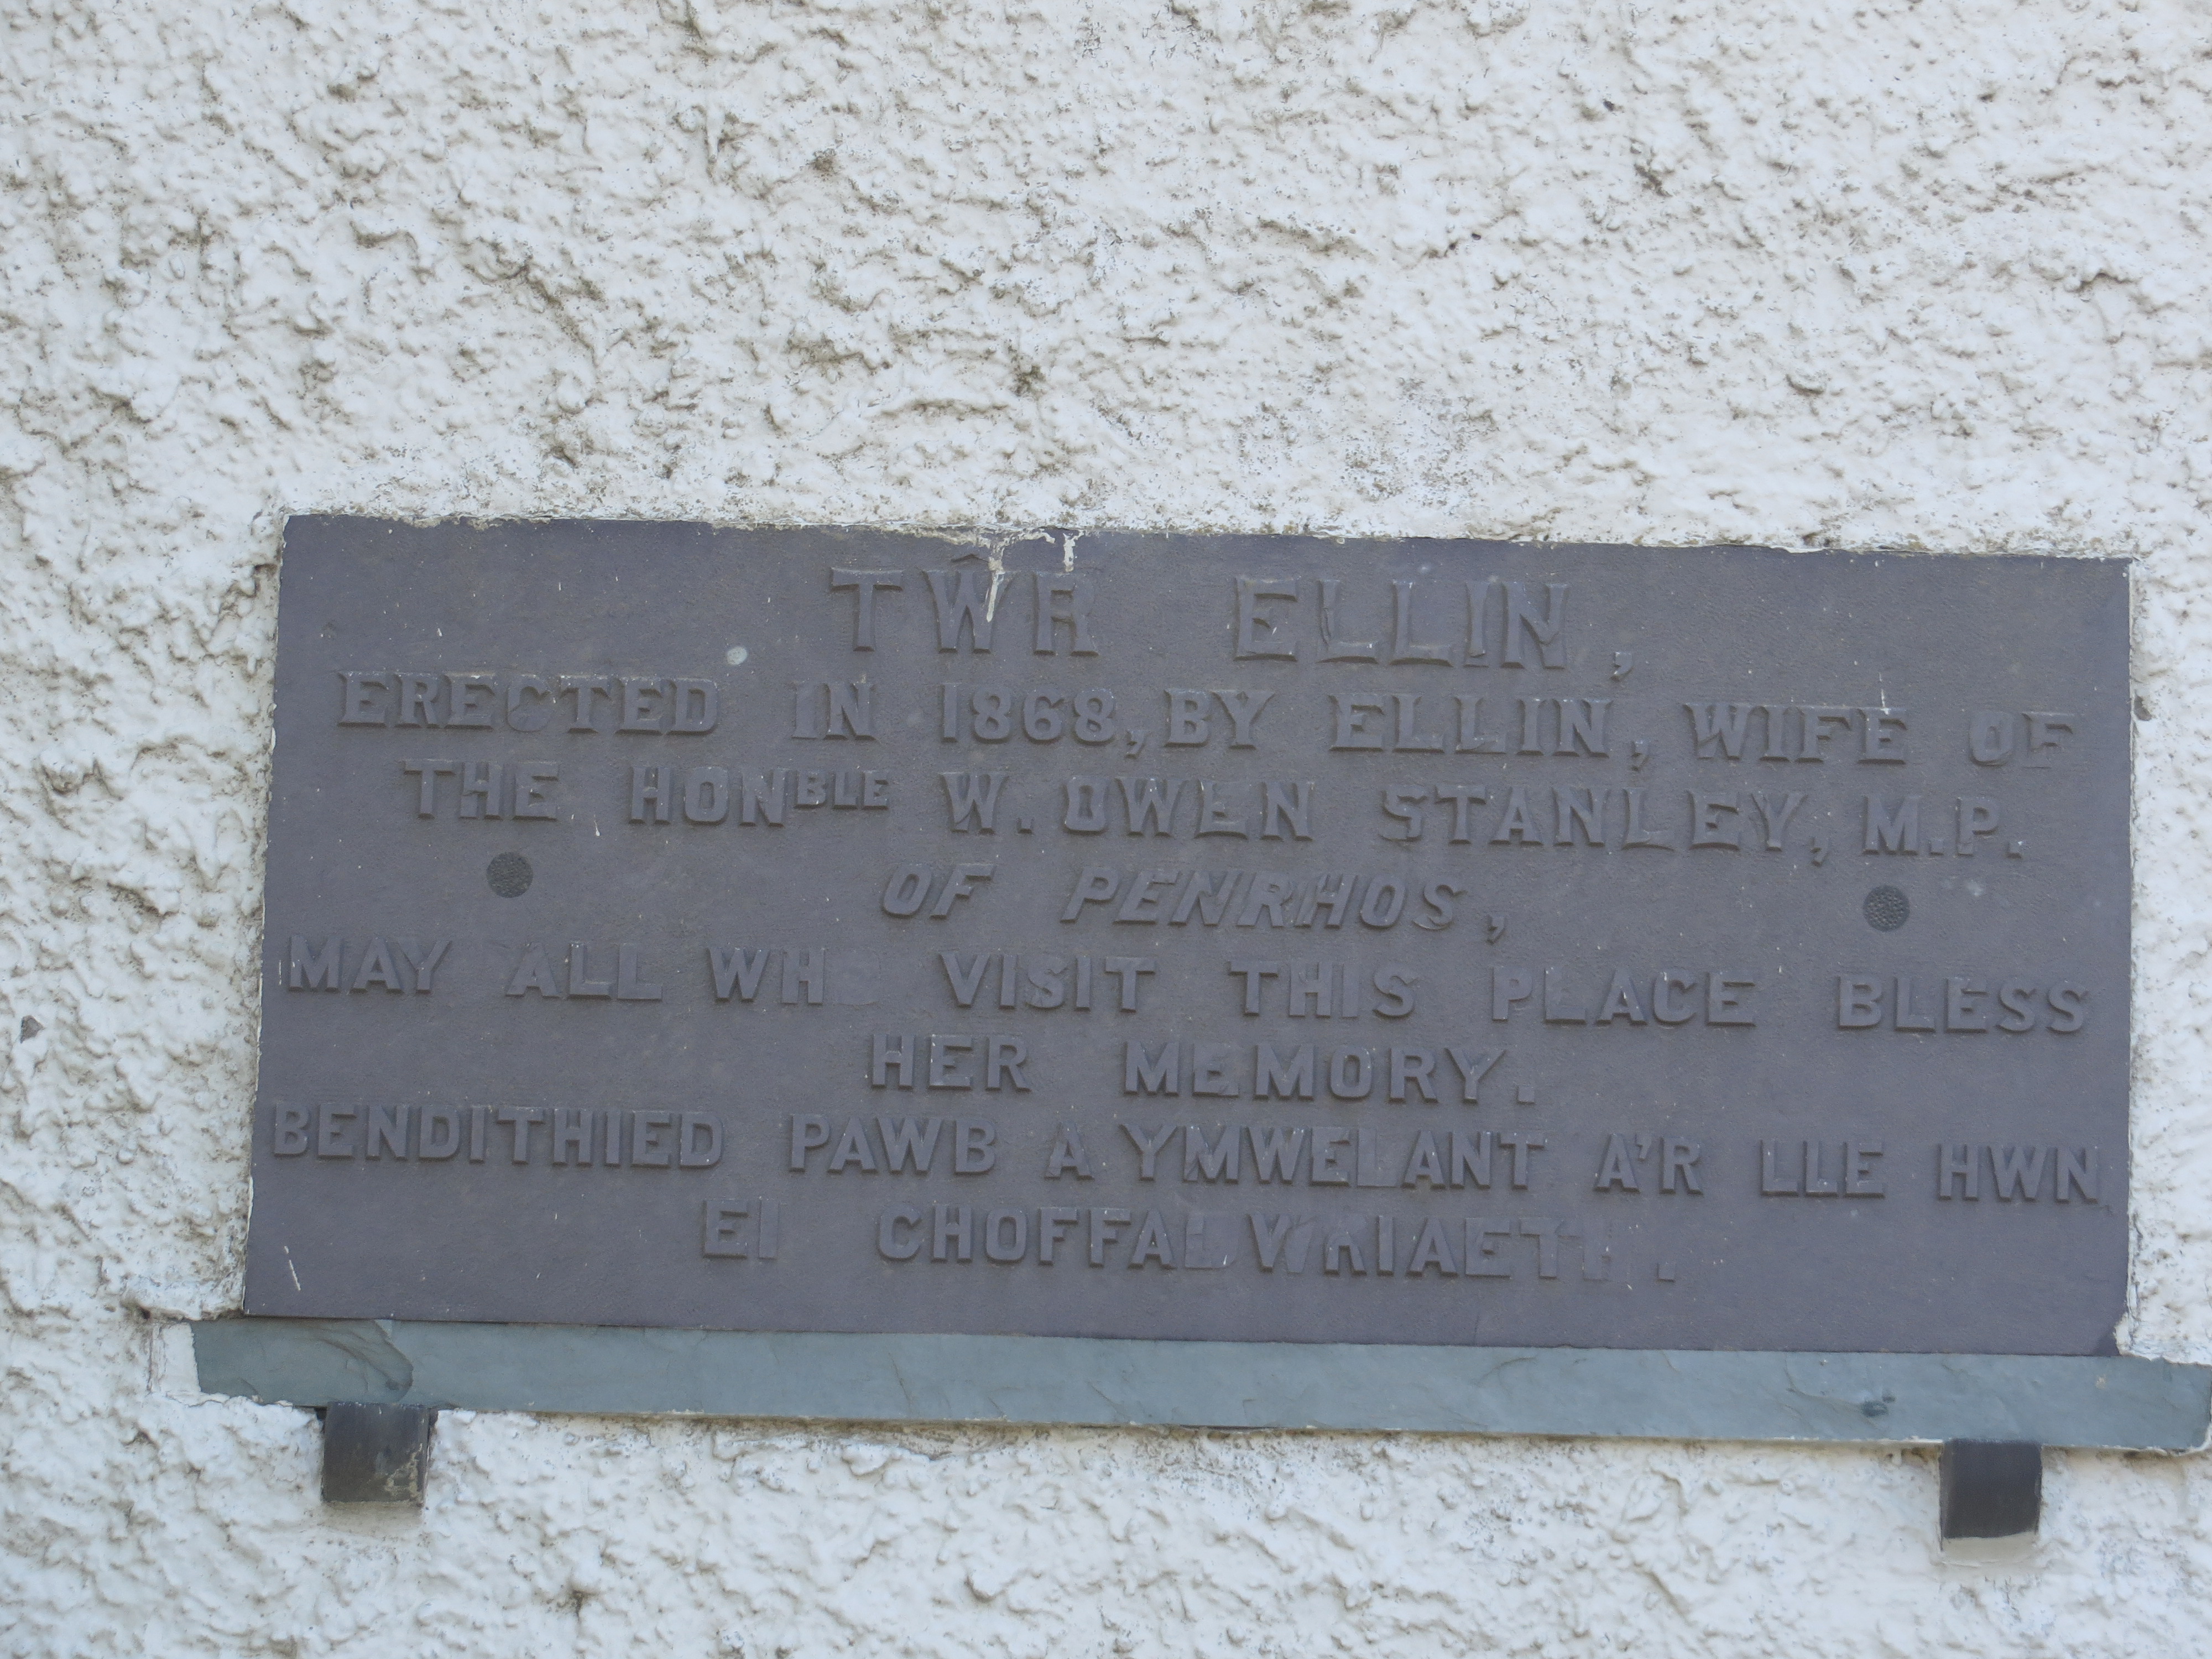 TŴR ELLIN,
ERECTED IN 1868, BY ELLIN, WIFE OF
THE HONBLE W. OWEN STANLEY, M.P.
OF PENRHOS,
MAY ALL WHO VISIT THIS PLACE BLESS
HER MEMORY.
BENDITHIED PAWB A YMWELANT A'R LLE HWN
EI CHOFFADWRIAETH.